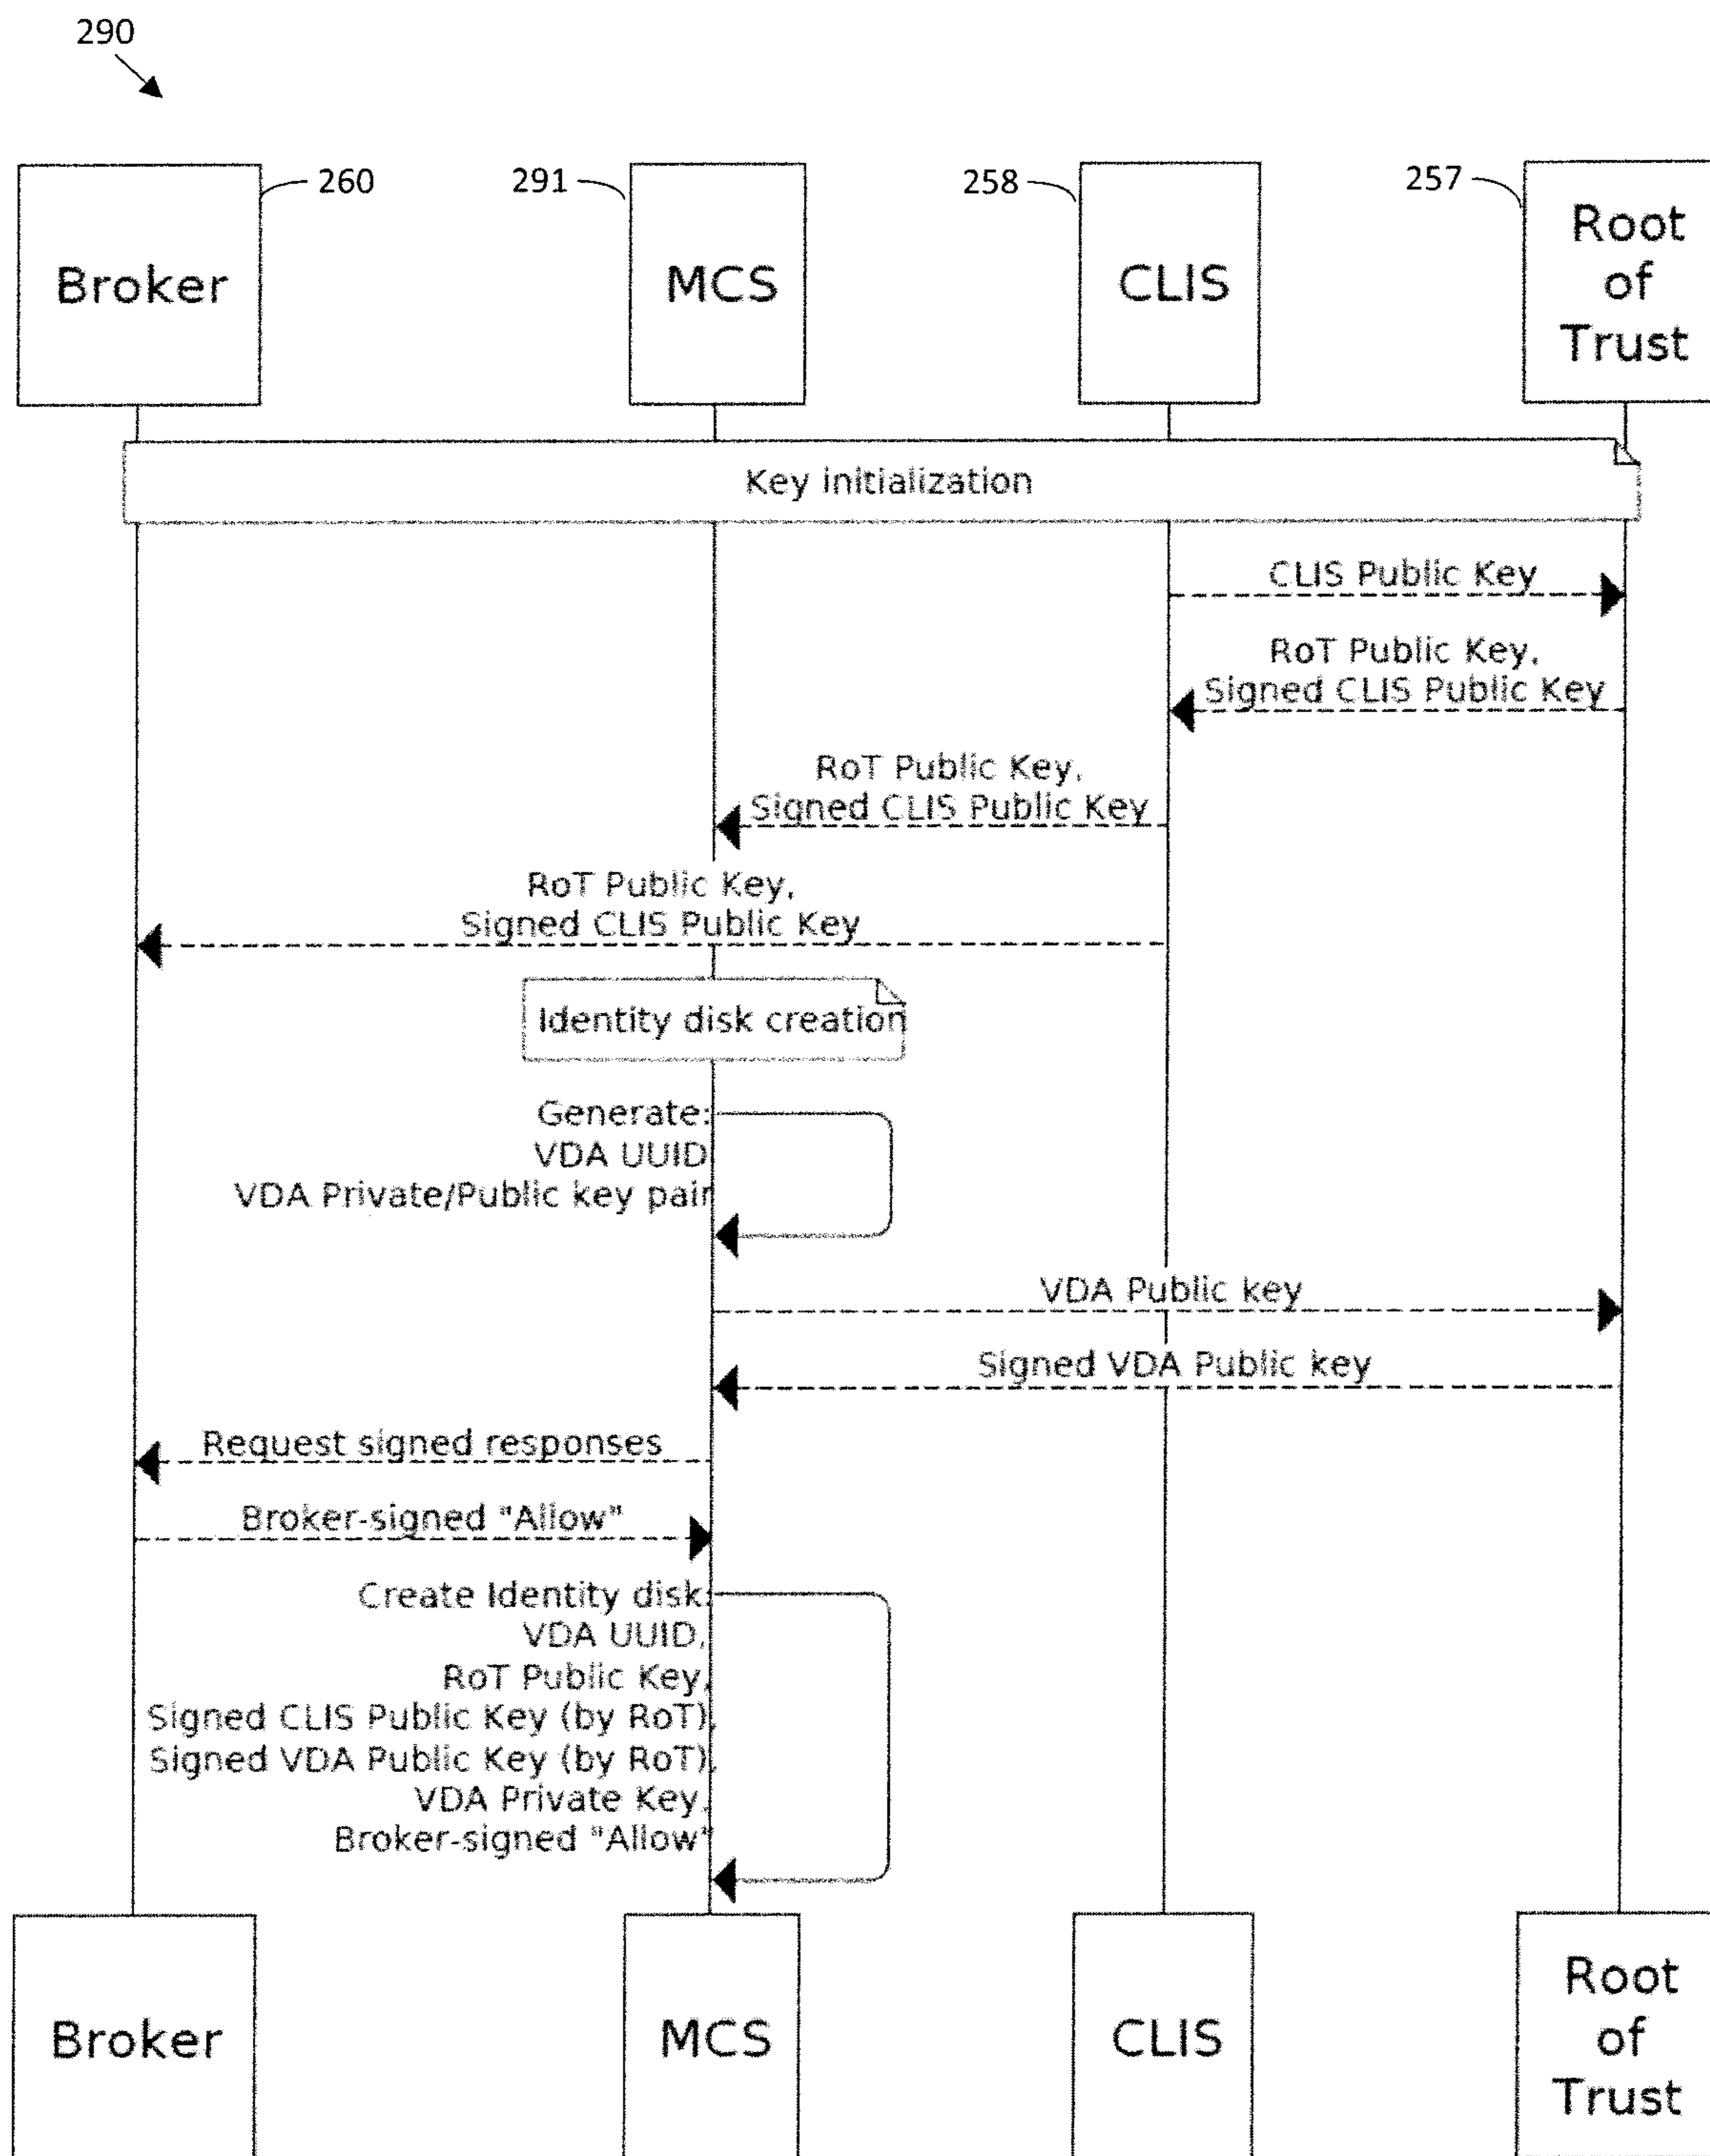 290
260
291
258
257
Broker
MCS
CLIS
Root
of
Trust
Key initialization
CLIS Public Key
RoT Public Key,
Signed CLIS Public Key
RoT Public Key,
Signed CLIS Public Key
RoT Public Key,
Signed CLIS Public Key
Identity disk creation
Generate:
VDA UUID
VDA Private/Public key pair
VDA Public key
Signed VDA Public key
Request signed responses
Broker-signed "Allow"
Create Identity disk:
VDA UUID,
RoT Public Key,
Signed CLIS Public Key (by RoT),
Signed VDA Public Key (by RoT),
VDA Private Key,
Broker-signed "Allow"
Broker
MCS
CLIS
Root
of
Trust